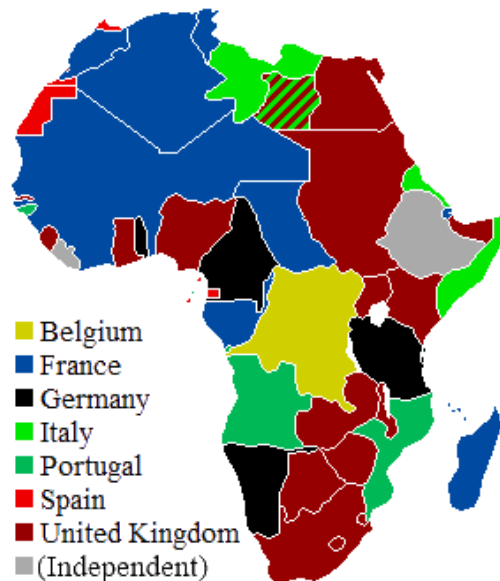 Belgium
France
Germany
Italy
Portugal
Spain
United Kingdom
(Independent)